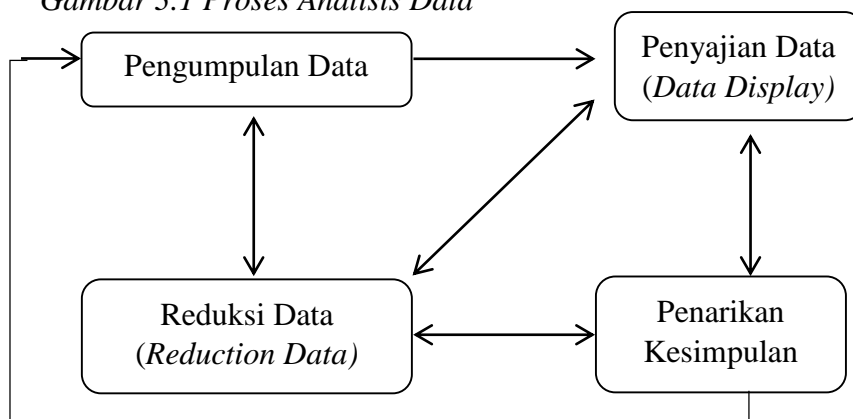 Gambar 3.1 Proses Analisis Data
Pengumpulan Data
Penyajian Data
(Data Display)
Reduksi Data
(Reduction Data)
Penarikan
Kesimpulan